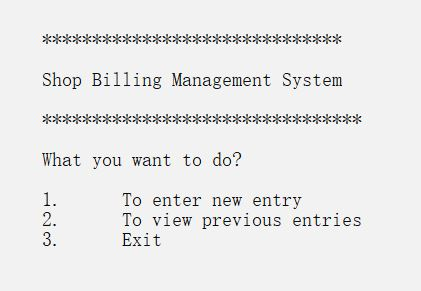 ******************************
Shop Billing Management System
********************************
What you want to do?
1.      To enter new entry
2.      To view previous entries
3.      Exit